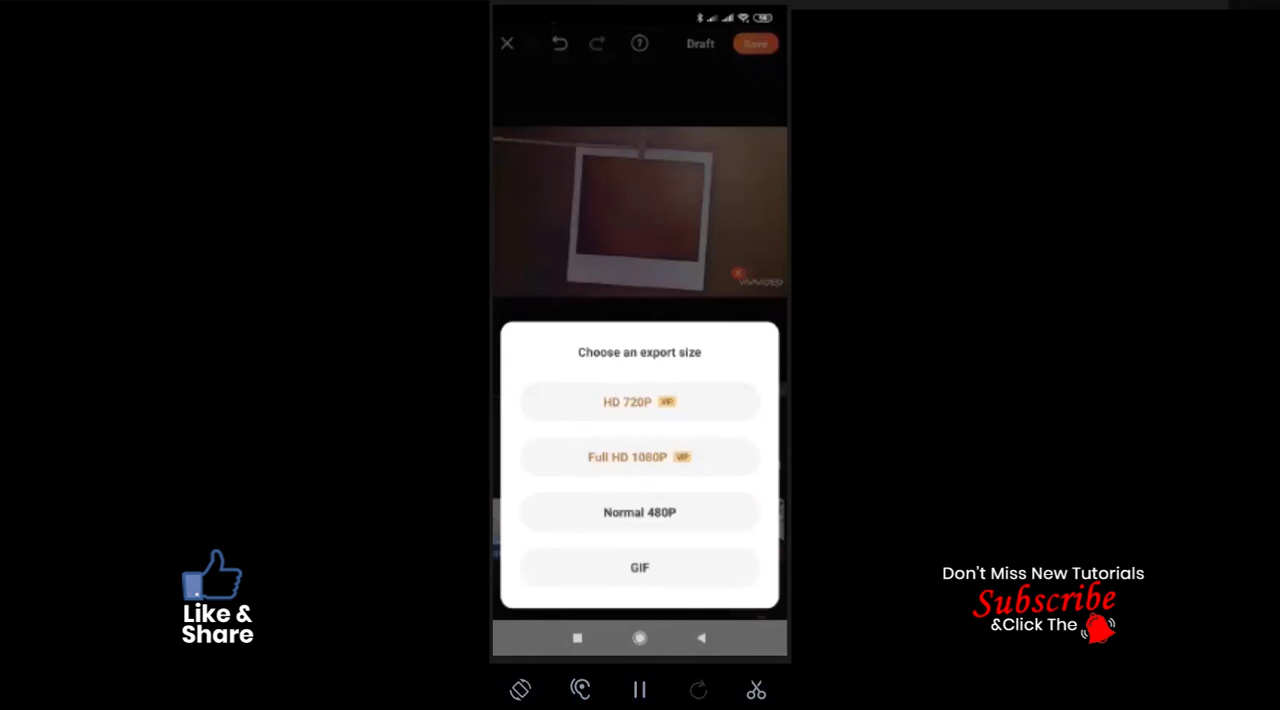 Draft
Save
VIVAVIDEO
Choose an export size
HD 720P VIP
Full HD 1080P VIP
Normal 480P
GIF
Like &
Share
Don't Miss New Tutorials
Subscribe
&Click The